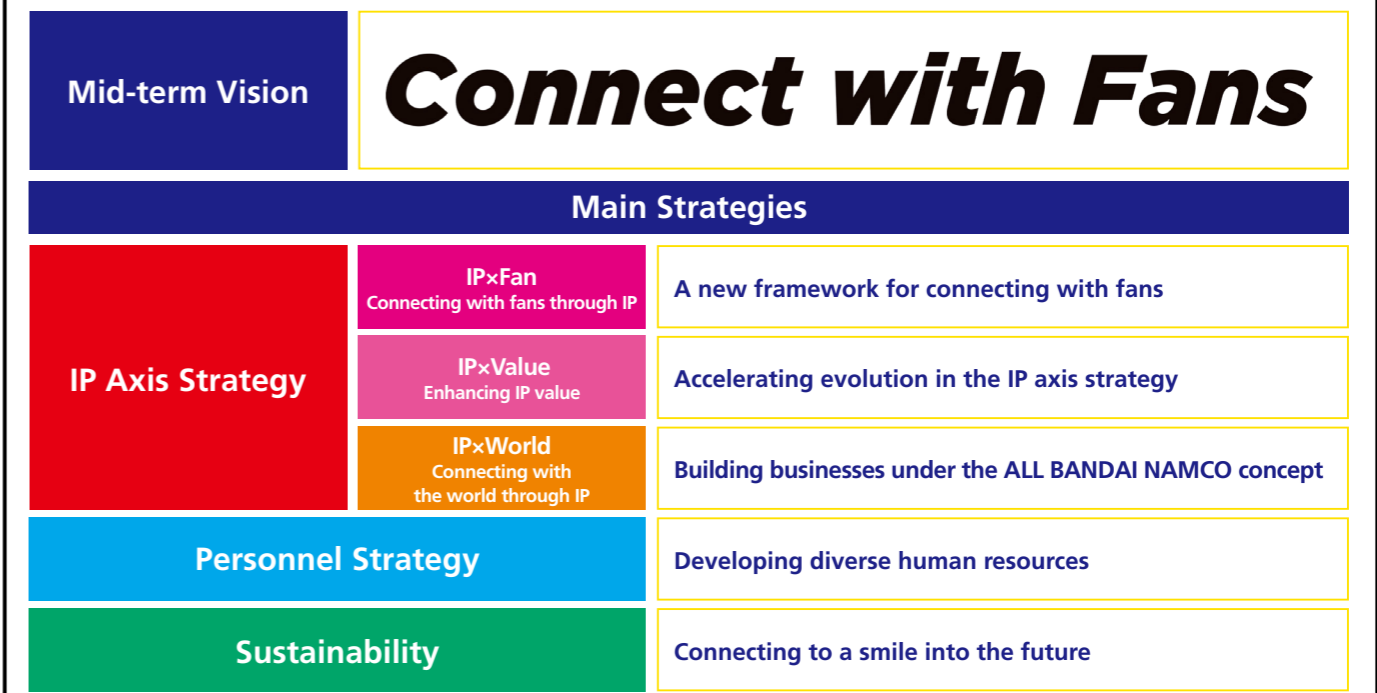 Mid-term Vision
Connect with Fans
Main Strategies
IP Axis Strategy
IP×Fan
Connecting with fans through IP
A new framework for connecting with fans
IP×Value
Enhancing IP value
Accelerating evolution in the IP axis strategy
IP×World
Connecting with
the world through IP
Building businesses under the ALL BANDAI NAMCO concept
Personnel Strategy
Developing diverse human resources
Sustainability
Connecting to a smile into the future